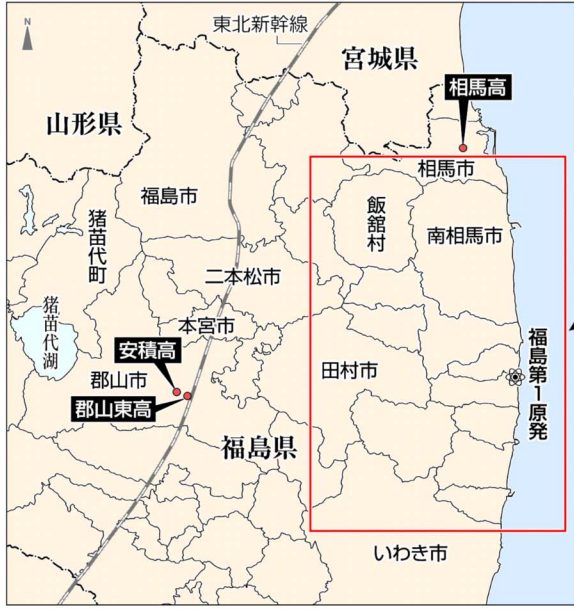 N
東北新幹線
宮城県
相馬高
山形県
相馬市
福島市
飯舘村
猪苗代町
南相馬市
二本松市
猪苗代湖
本宮市
安積高
福島第1原発
郡山市
田村市
郡山東高
福島県
いわき市